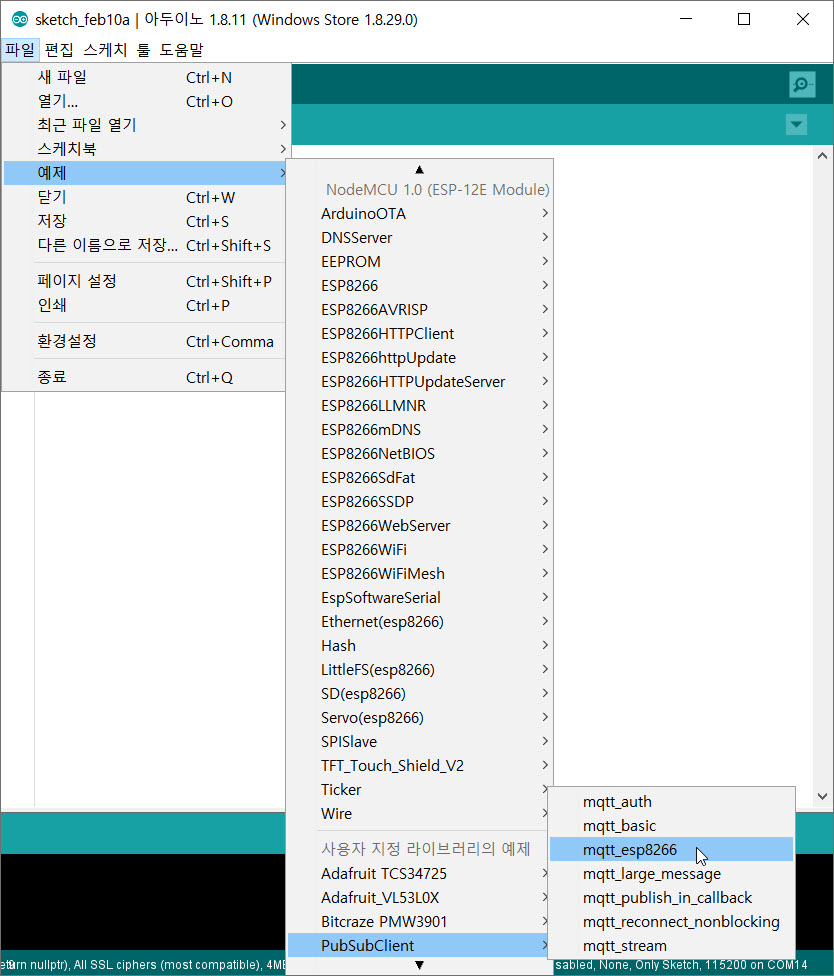 sketch_feb10a | 아두이노 1.8.11 (Windows Store 1.8.29.0)
파일 편집 스케치 툴 도움말
새 파일 Ctrl+N
열기... Ctrl+O
최근 파일 열기
스케치북
예제
닫기 Ctrl+W
저장 Ctrl+S
다른 이름으로 저장... Ctrl+Shift+S
페이지 설정 Ctrl+Shift+P
인쇄 Ctrl+P
환경설정 Ctrl+Comma
종료 Ctrl+Q
NodeMCU 1.0 (ESP-12E Module)
ArduinoOTA
DNSServer
EEPROM
ESP8266
ESP8266AVRISP
ESP8266HTTPClient
ESP8266httpUpdate
ESP8266HTTPUpdateServer
ESP8266LLMNR
ESP8266mDNS
ESP8266NetBIOS
ESP8266SdFat
ESP8266SSDP
ESP8266WebServer
ESP8266WiFi
ESP8266WiFiMesh
EspSoftwareSerial
Ethernet(esp8266)
Hash
LittleFS(esp8266)
SD(esp8266)
Servo(esp8266)
SPISlave
TFT_Touch_Shield_V2
Ticker
Wire
사용자 지정 라이브러리의 예제
Adafruit TCS34725
Adafruit_VL53L0X
Bitcraze PMW3901
PubSubClient
mqtt_auth
mqtt_basic
mqtt_esp8266
mqtt_large_message
mqtt_publish_in_callback
mqtt_reconnect_nonblocking
mqtt_stream
nullptr), All SSL ciphers (most compatible), 4M
sabled, None, Only Sketch, 115200 on COM14